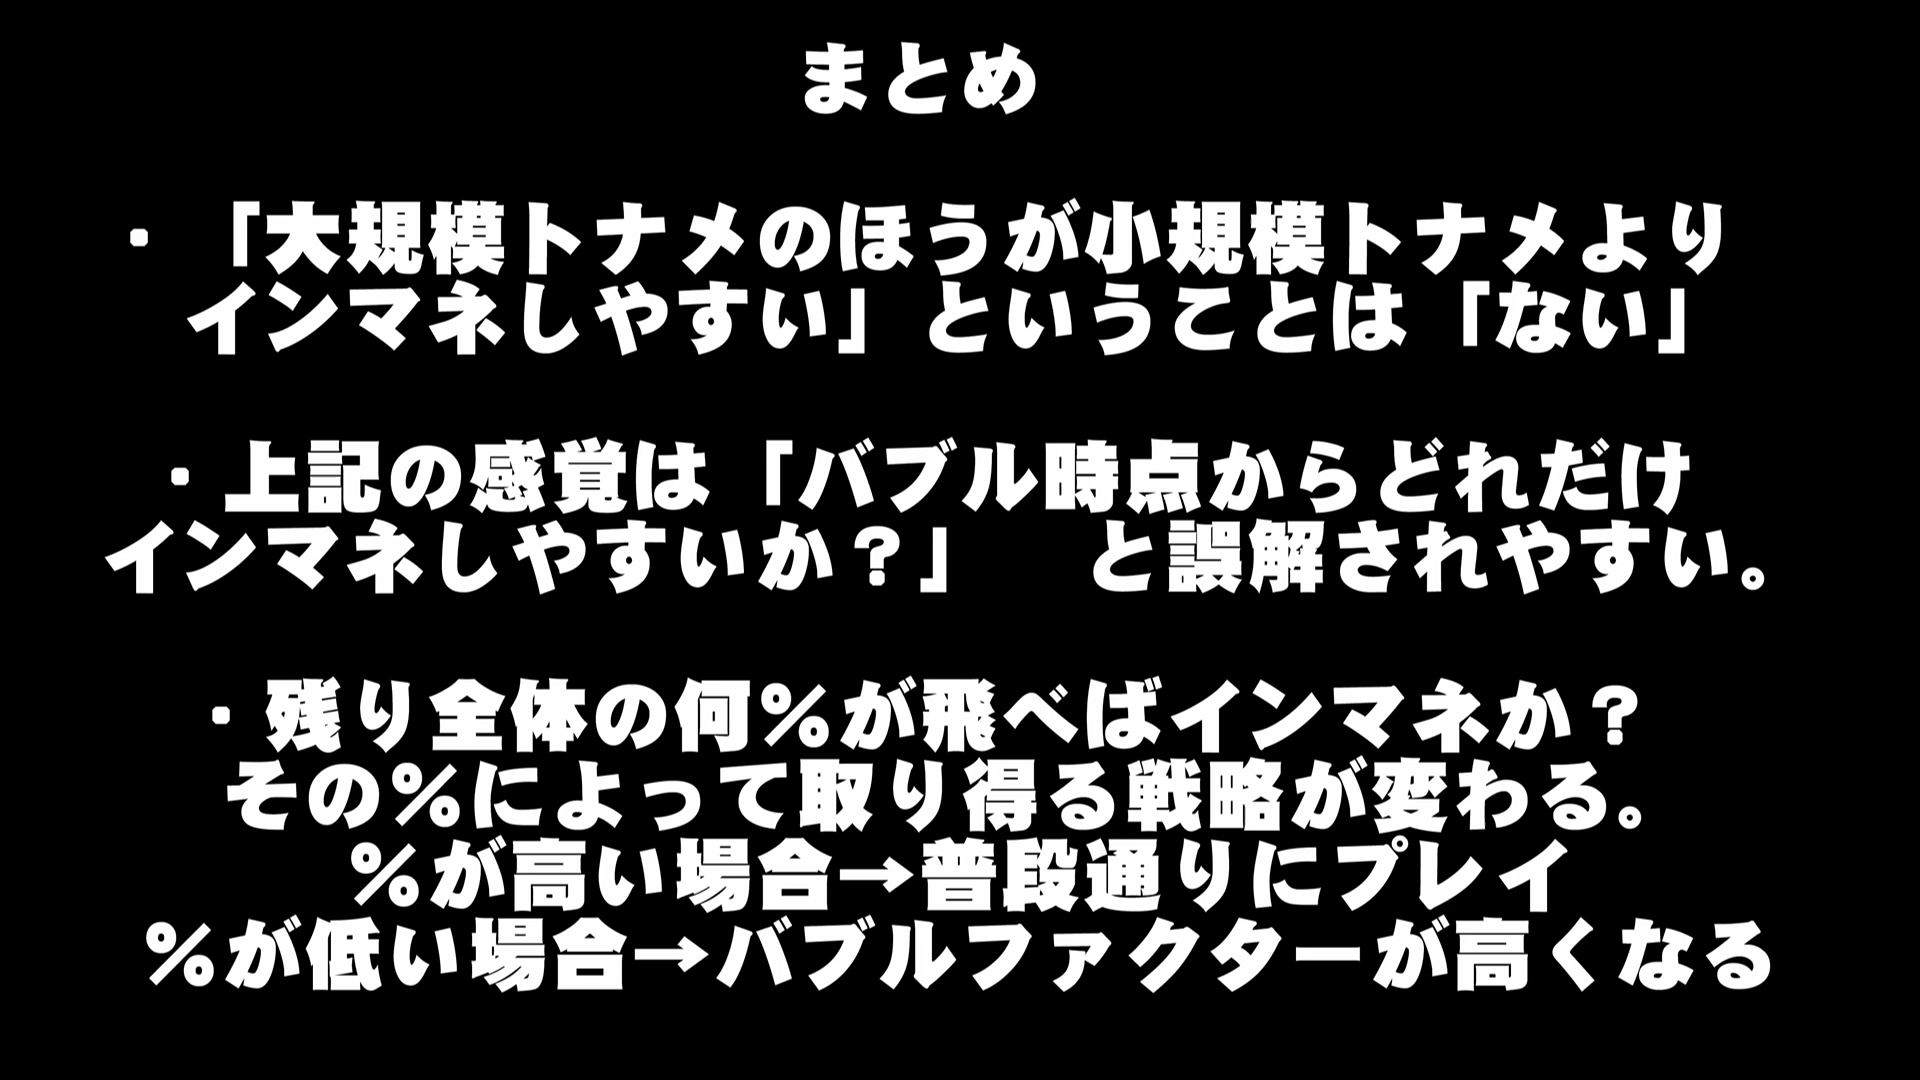 まとめ
・「大規模トナメのほうが小規模トナメより
インマネしやすい」ということは「ない」
・上記の感覚は「バブル時点からどれだけ
インマネしやすいか？」　と誤解されやすい。
・残り全体の何％が飛べばインマネか？
その％によって取り得る戦略が変わる。
％が高い場合→普段通りにプレイ
％が低い場合→バブルファクターが高くなる